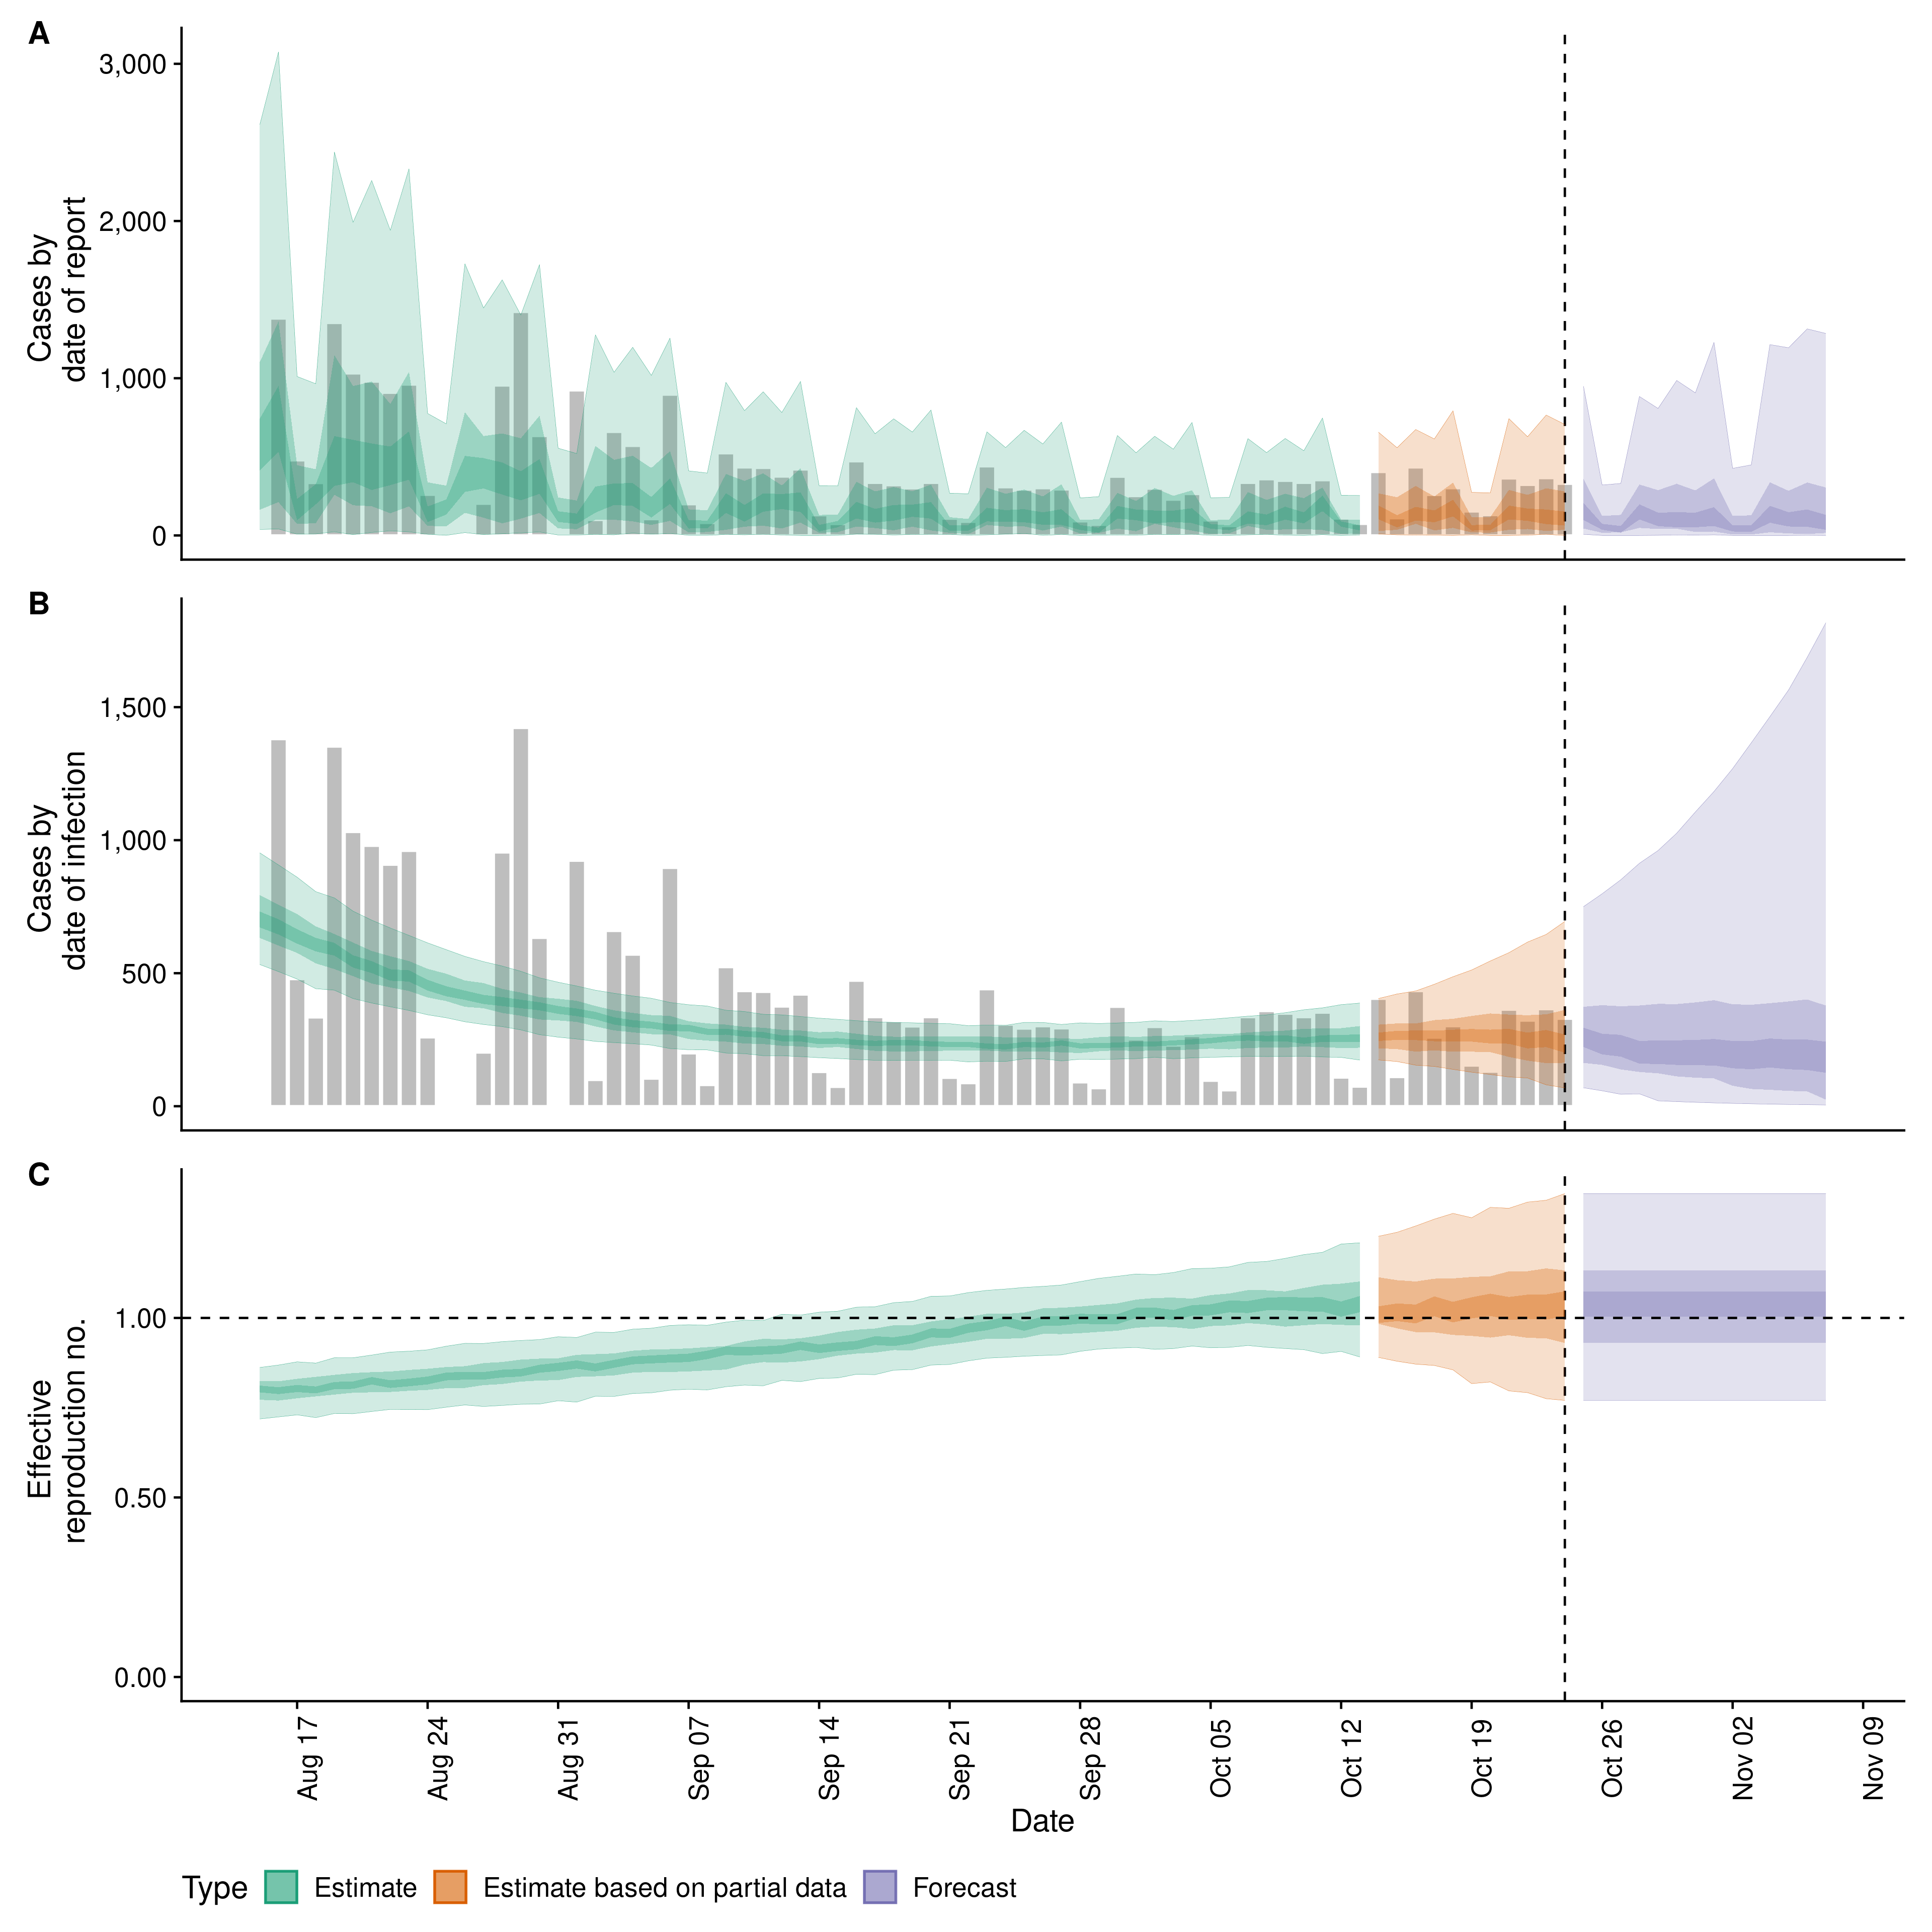 A
Cases by
date of report
3,000
2,000
1,000
0
B
Cases by
date of infection
1,500
1,000
500
0
C
Effective
reproduction no.
1.00
0.50
0.00
Aug 17
Aug 24
Aug 31
Sep 07
Sep 14
Sep 21
Sep 28
Oct 05
Oct 12
Oct 19
Oct 26
Nov 02
Nov 09
Date
Type
Estimate
Estimate based on partial data
Forecast